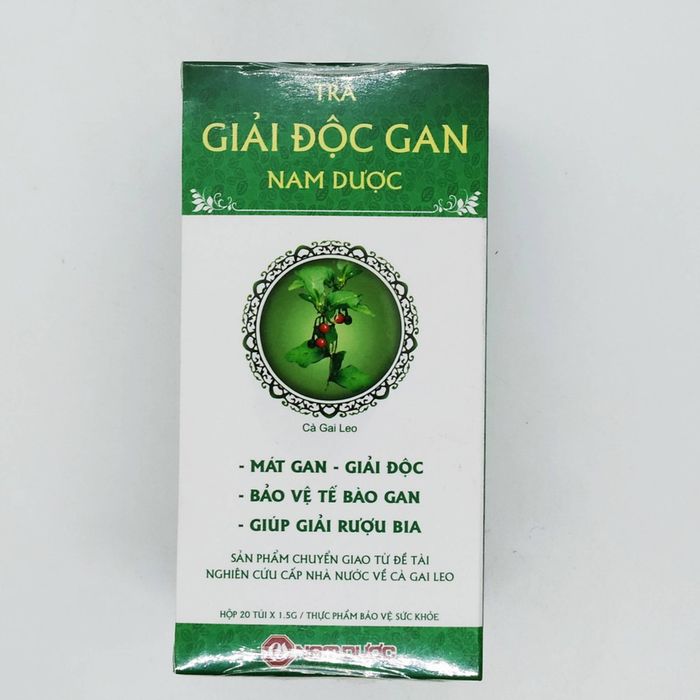 TRÀ
GIẢI ĐỘC GAN
NAM DƯỢC
Cà Gai Leo
- MÁT GAN - GIẢI ĐỘC
- BẢO VỆ TẾ BÀO GAN
- GIÚP GIẢI RƯỢU BIA
SẢN PHẨM CHUYỂN GIAO TỪ ĐỀ TÀI
NGHIÊN CỨU CẤP NHÀ NƯỚC VỀ CÀ GAI LEO
HỘP 20 TÚI X 1.5G / THỰC PHẨM BẢO VỆ SỨC KHỎE
NAM DƯỢC